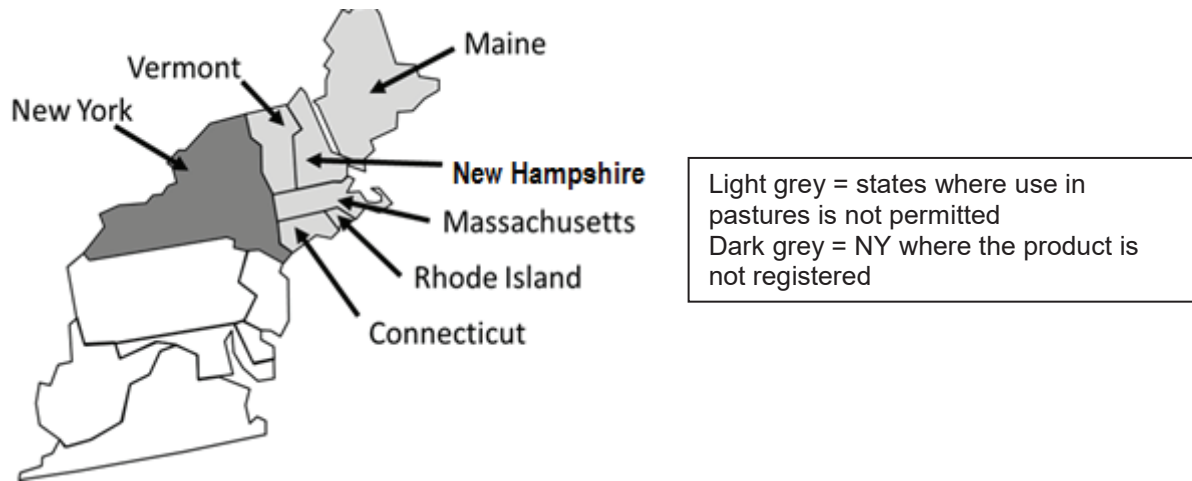 Maine
Vermont
New York
New Hampshire
Massachusetts
Rhode Island
Connecticut
Light grey = states where use in
pastures is not permitted
Dark grey = NY where the product is
not registered